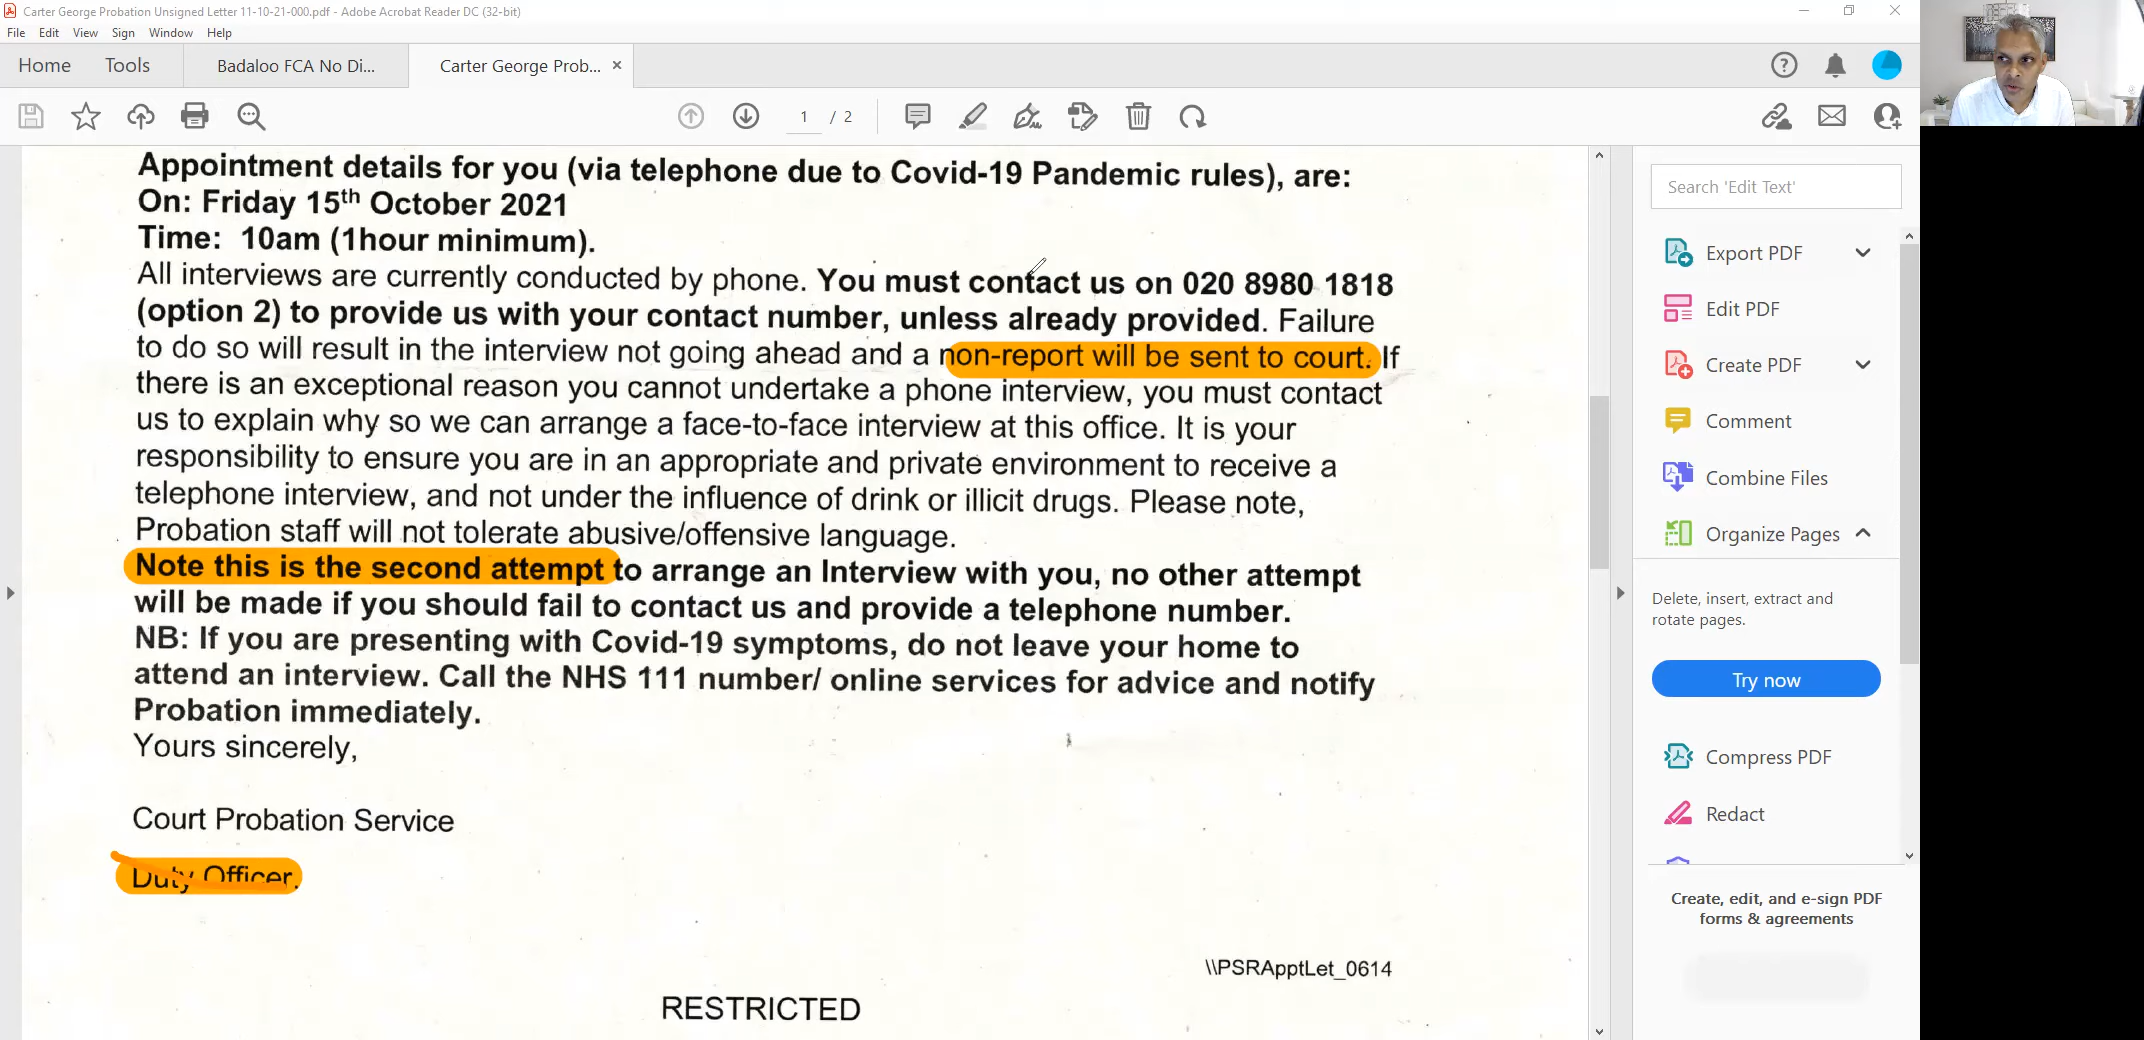 Carter George Probation Unsigned Letter 11-10-21-000.pdf - Adobe Acrobat Reader DC (32-bit)
File Edit View Sign Window Help
Home Tools Badaloo FCA No Di... Carter George Prob... ×
1 / 2
Appointment details for you (via telephone due to Covid-19 Pandemic rules), are:
On: Friday 15th October 2021
Time: 10am (1hour minimum).
All interviews are currently conducted by phone. You must contact us on 020 8980 1818
(option 2) to provide us with your contact number, unless already provided. Failure
to do so will result in the interview not going ahead and a non-report will be sent to court. If
there is an exceptional reason you cannot undertake a phone interview, you must contact
us to explain why so we can arrange a face-to-face interview at this office. It is your
responsibility to ensure you are in an appropriate and private environment to receive a
telephone interview, and not under the influence of drink or illicit drugs. Please note,
Probation staff will not tolerate abusive/offensive language.
Note this is the second attempt to arrange an Interview with you, no other attempt
will be made if you should fail to contact us and provide a telephone number.
NB: If you are presenting with Covid-19 symptoms, do not leave your home to
attend an interview. Call the NHS 111 number/ online services for advice and notify
Probation immediately.
Yours sincerely,
Court Probation Service
Duty Officer.
\\PSRApptLet_0614
RESTRICTED
Search 'Edit Text'
Export PDF
Edit PDF
Create PDF
Comment
Combine Files
Organize Pages
Delete, insert, extract and
rotate pages.
Try now
Compress PDF
Redact
Create, edit, and e-sign PDF
forms & agreements